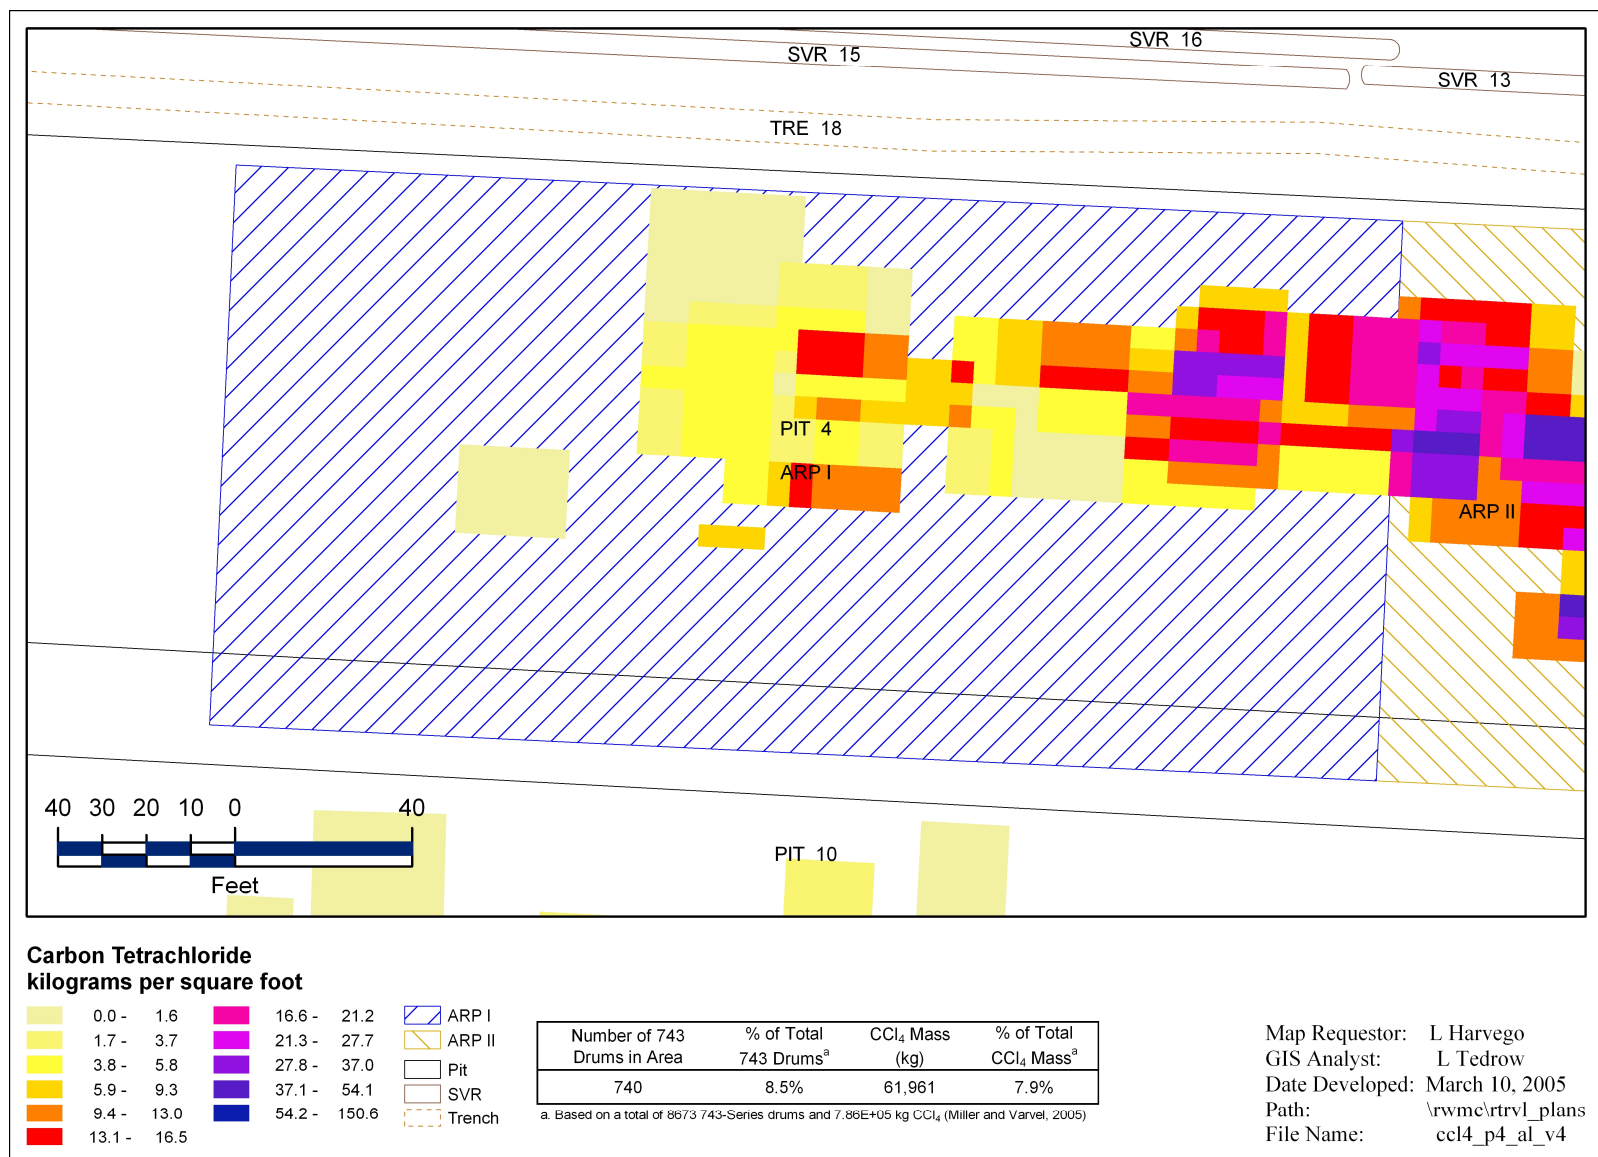 SVR 16
SVR 15
SVR 13
TRE 18
PIT 4
ARP I
ARP II
40 30 20 10 0 40
Feet
PIT 10
Carbon Tetrachloride
kilograms per square foot
0.0 - 1.6
1.7 - 3.7
3.8 - 5.8
5.9 - 9.3
9.4 - 13.0
13.1 - 16.5
16.6 - 21.2
21.3 - 27.7
27.8 - 37.0
37.1 - 54.1
54.2 - 150.6
ARP I
ARP II
Pit
SVR
Trench
Number of 743 Drums in Area
% of Total 743 Drumsᵃ
CCl₄ Mass (kg)
% of Total CCl₄ Massᵃ
740 8.5% 61,961 7.9%
a. Based on a total of 8673 743-Series drums and 7.86E+05 kg CCl₄ (Miller and Varvel, 2005)
Map Requestor: L Harvego
GIS Analyst: L Tedrow
Date Developed: March 10, 2005
Path: \rwmc\rtrvl_plans
File Name: ccl4_p4_al_v4